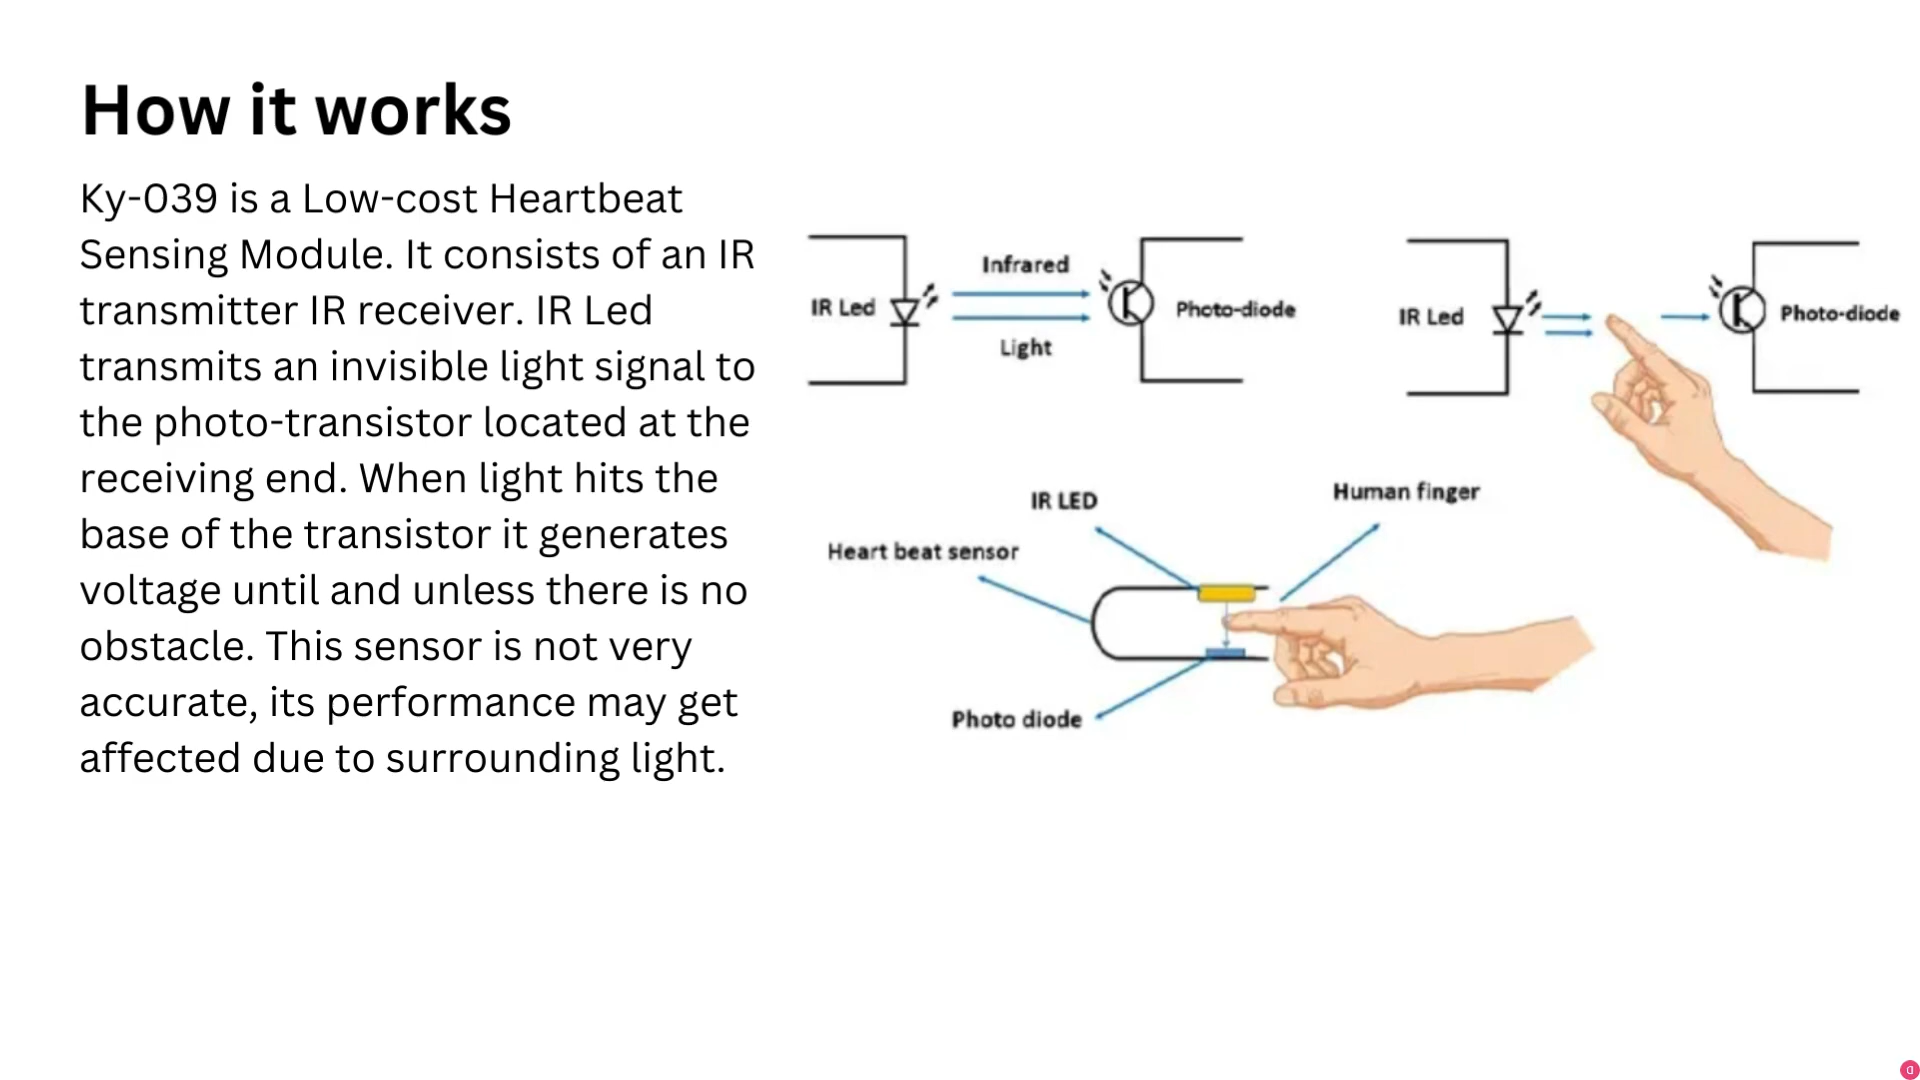 How it works
Ky-039 is a Low-cost Heartbeat
Sensing Module. It consists of an IR
transmitter IR receiver. IR Led
transmits an invisible light signal to
the photo-transistor located at the
receiving end. When light hits the
base of the transistor it generates
voltage until and unless there is no
obstacle. This sensor is not very
accurate, its performance may get
affected due to surrounding light.
Infrared
IR Led
Photo-diode
Light
IR Led
Photo-diode
IR LED
Human finger
Heart beat sensor
Photo diode